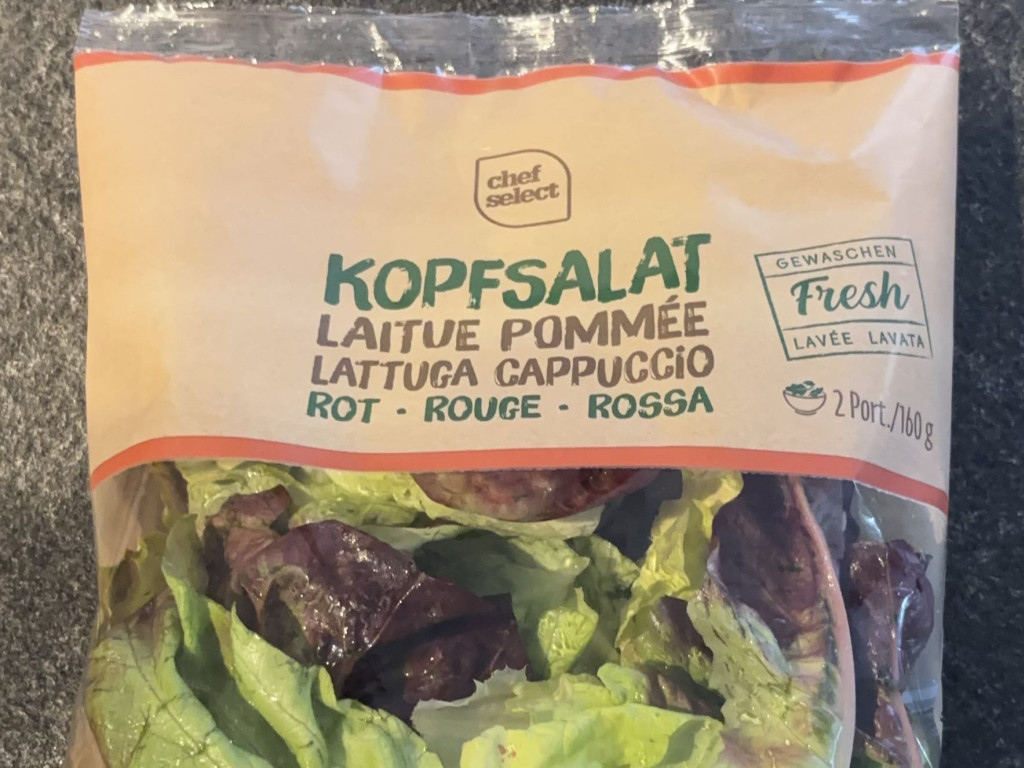 chef
select
KOPFSALAT
LAITUE POMMÉE
LATTUGA CAPPUCCiO
ROT - ROUGE - ROSSA
GEWASCHEN
Fresh
LAVÉE LAVATA
2 Port./160 g